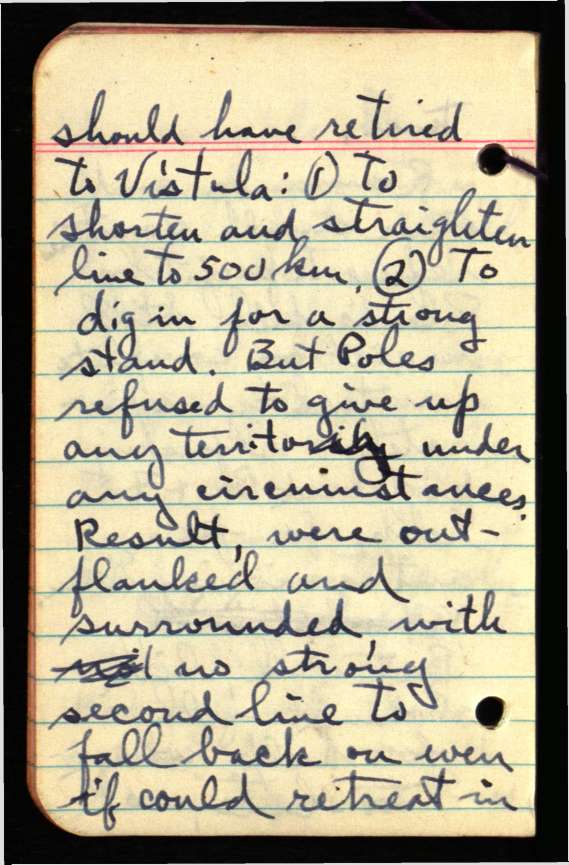 should have retired
to Vistula: (1) To
shorten and straighten
line to 500 km, (2) To
dig in for a strong
stand. But Poles
refused to give up
any territory under
any circumstances.
Result, were out-
flanked and
surrounded, with
no strong
second line to
fall back on even
if could retreat in